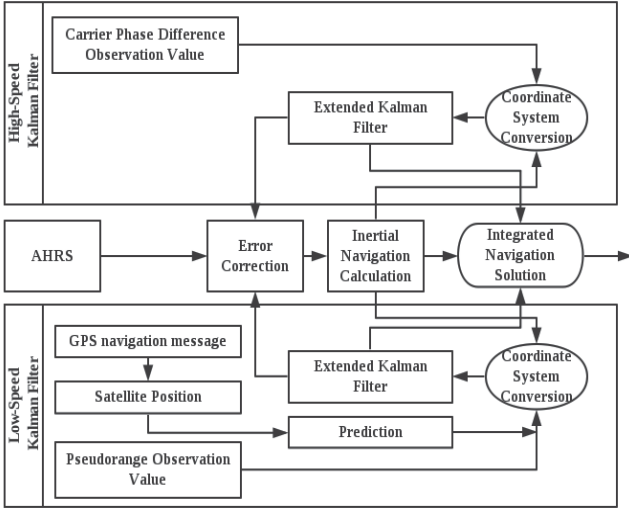 High-Speed
Kalman Filter
Carrier Phase Difference
Observation Value
Extended Kalman
Filter
Coordinate
System
Conversion
AHRS
Error
Correction
Inertial
Navigation
Calculation
Integrated
Navigation
Solution
Low-Speed
Kalman Filter
GPS navigation message
Satellite Position
Pseudorange Observation
Value
Extended Kalman
Filter
Prediction
Coordinate
System
Conversion